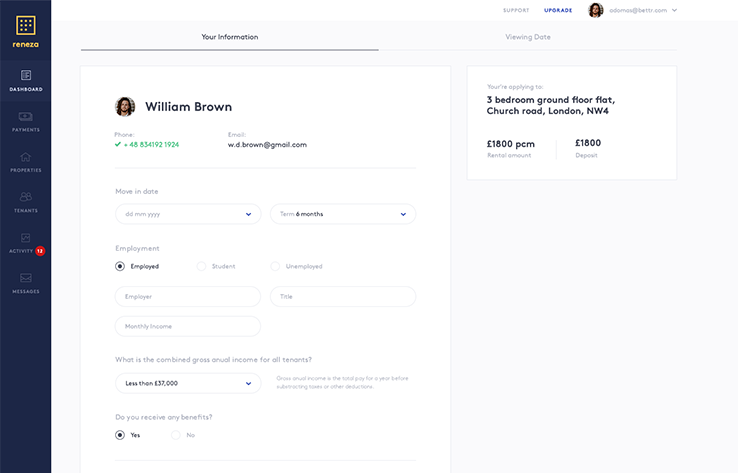 SUPPORT
UPGRADE
adamas@bettr.com
reneza
DASHBOARD
PAYMENTS
PROPERTIES
TENANTS
ACTIVITY 12
MESSAGES
Your Information
Viewing Date
William Brown
Phone:
+ 48 834192 1924
Email:
w.d.brown@gmail.com
Move in date
dd mm yyyy
Term 6 months
Employment
Employed
Student
Unemployed
Employer
Title
Monthly Income
What is the combined gross anual income for all tenants?
Less than £37,000
Gross anual income is the total pay for a year before
substracting taxes or other deductions.
Do you receive any benefits?
Yes
No
Your're applying to:
3 bedroom ground floor flat,
Church road, London, NW4
£1800 pcm
Rental amount
£1800
Deposit